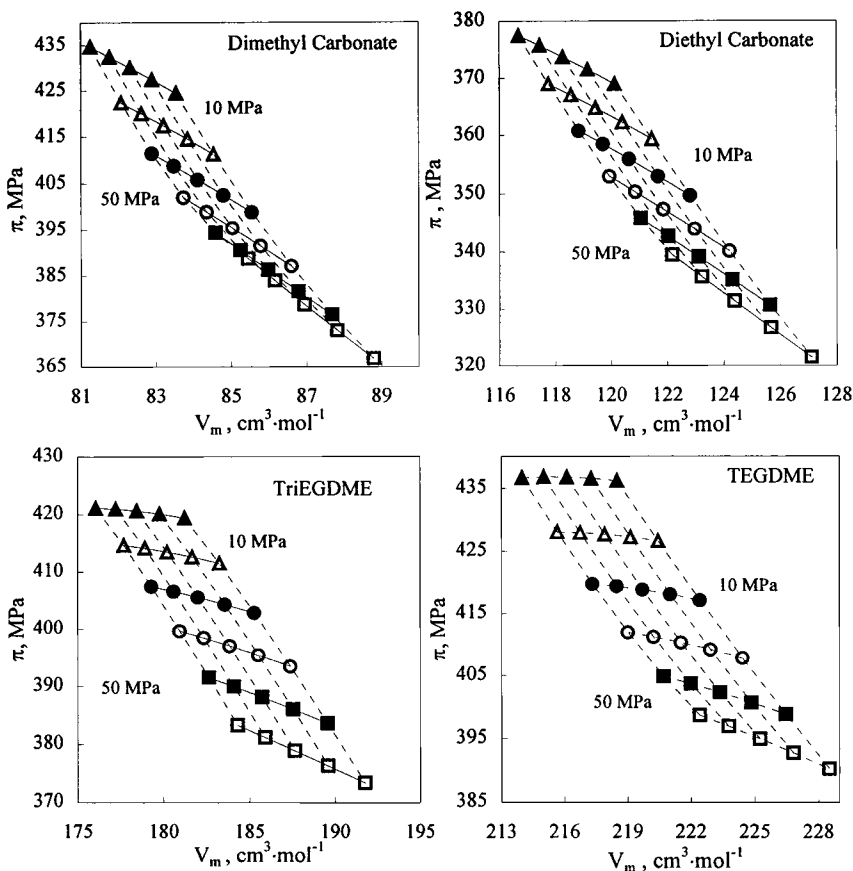 Dimethyl Carbonate
435
425
415
405
395
385
375
365
π, MPa
10 MPa
50 MPa
81 83 85 87 89
Vm , cm³·mol⁻¹
Diethyl Carbonate
380
370
360
350
340
330
320
π, MPa
10 MPa
50 MPa
116 118 120 122 124 126 128
Vm , cm³·mol⁻¹
TriEGDME
430
420
410
400
390
380
370
π, MPa
10 MPa
50 MPa
175 180 185 190 195
Vm , cm³·mol⁻¹
TEGDME
435
425
415
405
395
385
π, MPa
10 MPa
50 MPa
213 216 219 222 225 228
Vm , cm³·mol⁻¹